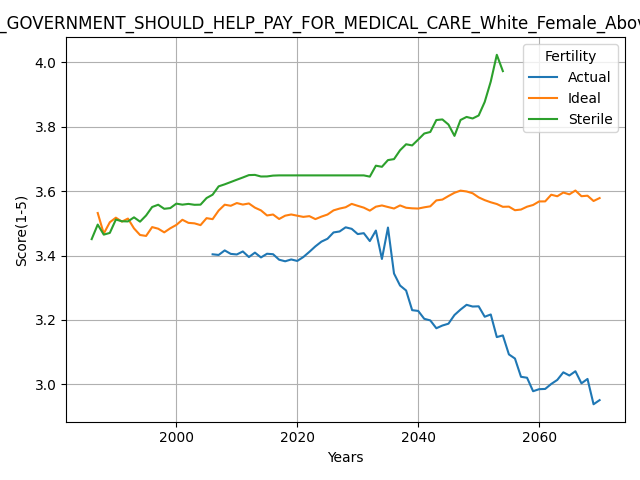 _GOVERNMENT_SHOULD_HELP_PAY_FOR_MEDICAL_CARE_White_Female_Abov
Fertility
Actual
Ideal
Sterile
Score(1-5)
4.0
3.8
3.6
3.4
3.2
3.0
2000
2020
2040
2060
Years